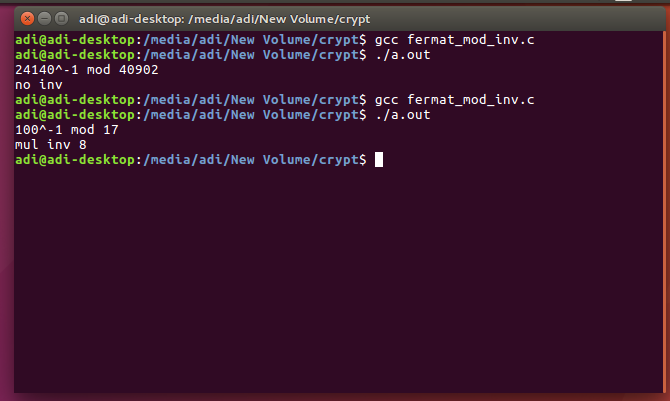 adi@adi-desktop: /media/adi/New Volume/crypt
adi@adi-desktop:/media/adi/New Volume/crypt$ gcc fermat_mod_inv.c
adi@adi-desktop:/media/adi/New Volume/crypt$ ./a.out
24140^-1 mod 40902
no inv
adi@adi-desktop:/media/adi/New Volume/crypt$ gcc fermat_mod_inv.c
adi@adi-desktop:/media/adi/New Volume/crypt$ ./a.out
100^-1 mod 17
mul inv 8
adi@adi-desktop:/media/adi/New Volume/crypt$